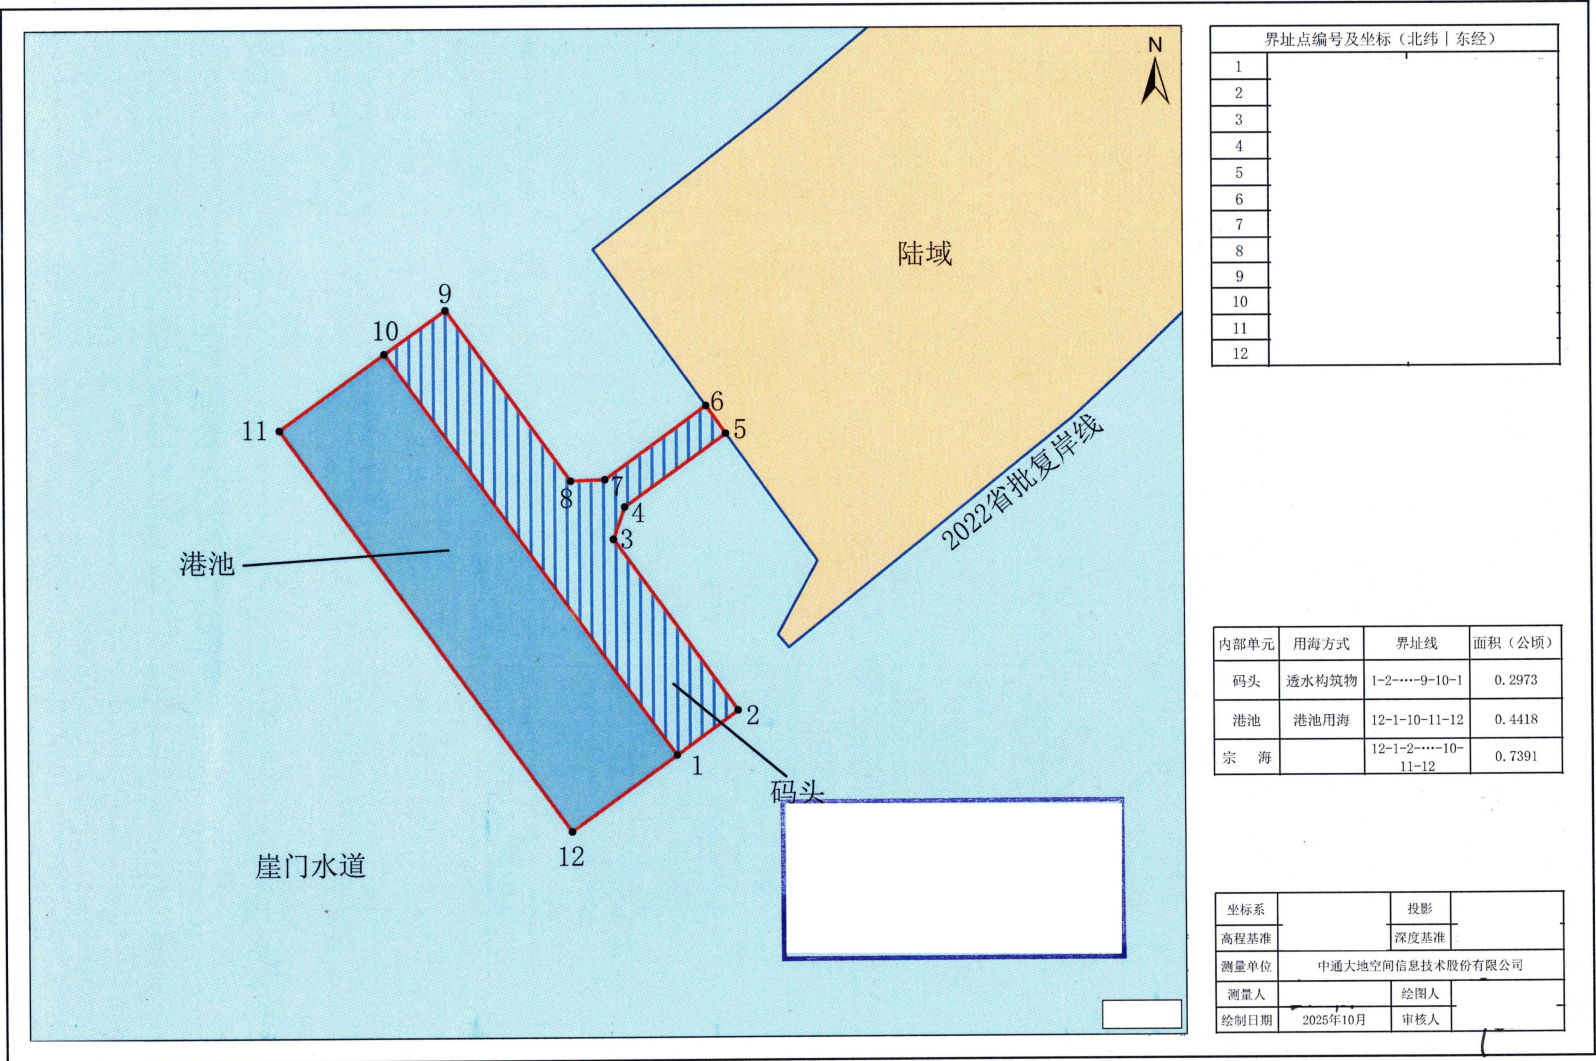 N
陆域
9
10
11
6
5
8
7
4
3
2022省批复岸线
港池
2
1
码头
12
崖门水道
界址点编号及坐标（北纬｜东经）
1
2
3
4
5
6
7
8
9
10
11
12
内部单元 用海方式 界址线 面积（公顷）
码头 透水构筑物 1-2-…-9-10-1 0.2973
港池 港池用海 12-1-10-11-12 0.4418
宗 海 12-1-2-…-10-11-12 0.7391
坐标系 投影
高程基准 深度基准
测量单位 中通大地空间信息技术股份有限公司
测量人 绘图人
绘制日期 2025年10月 审核人